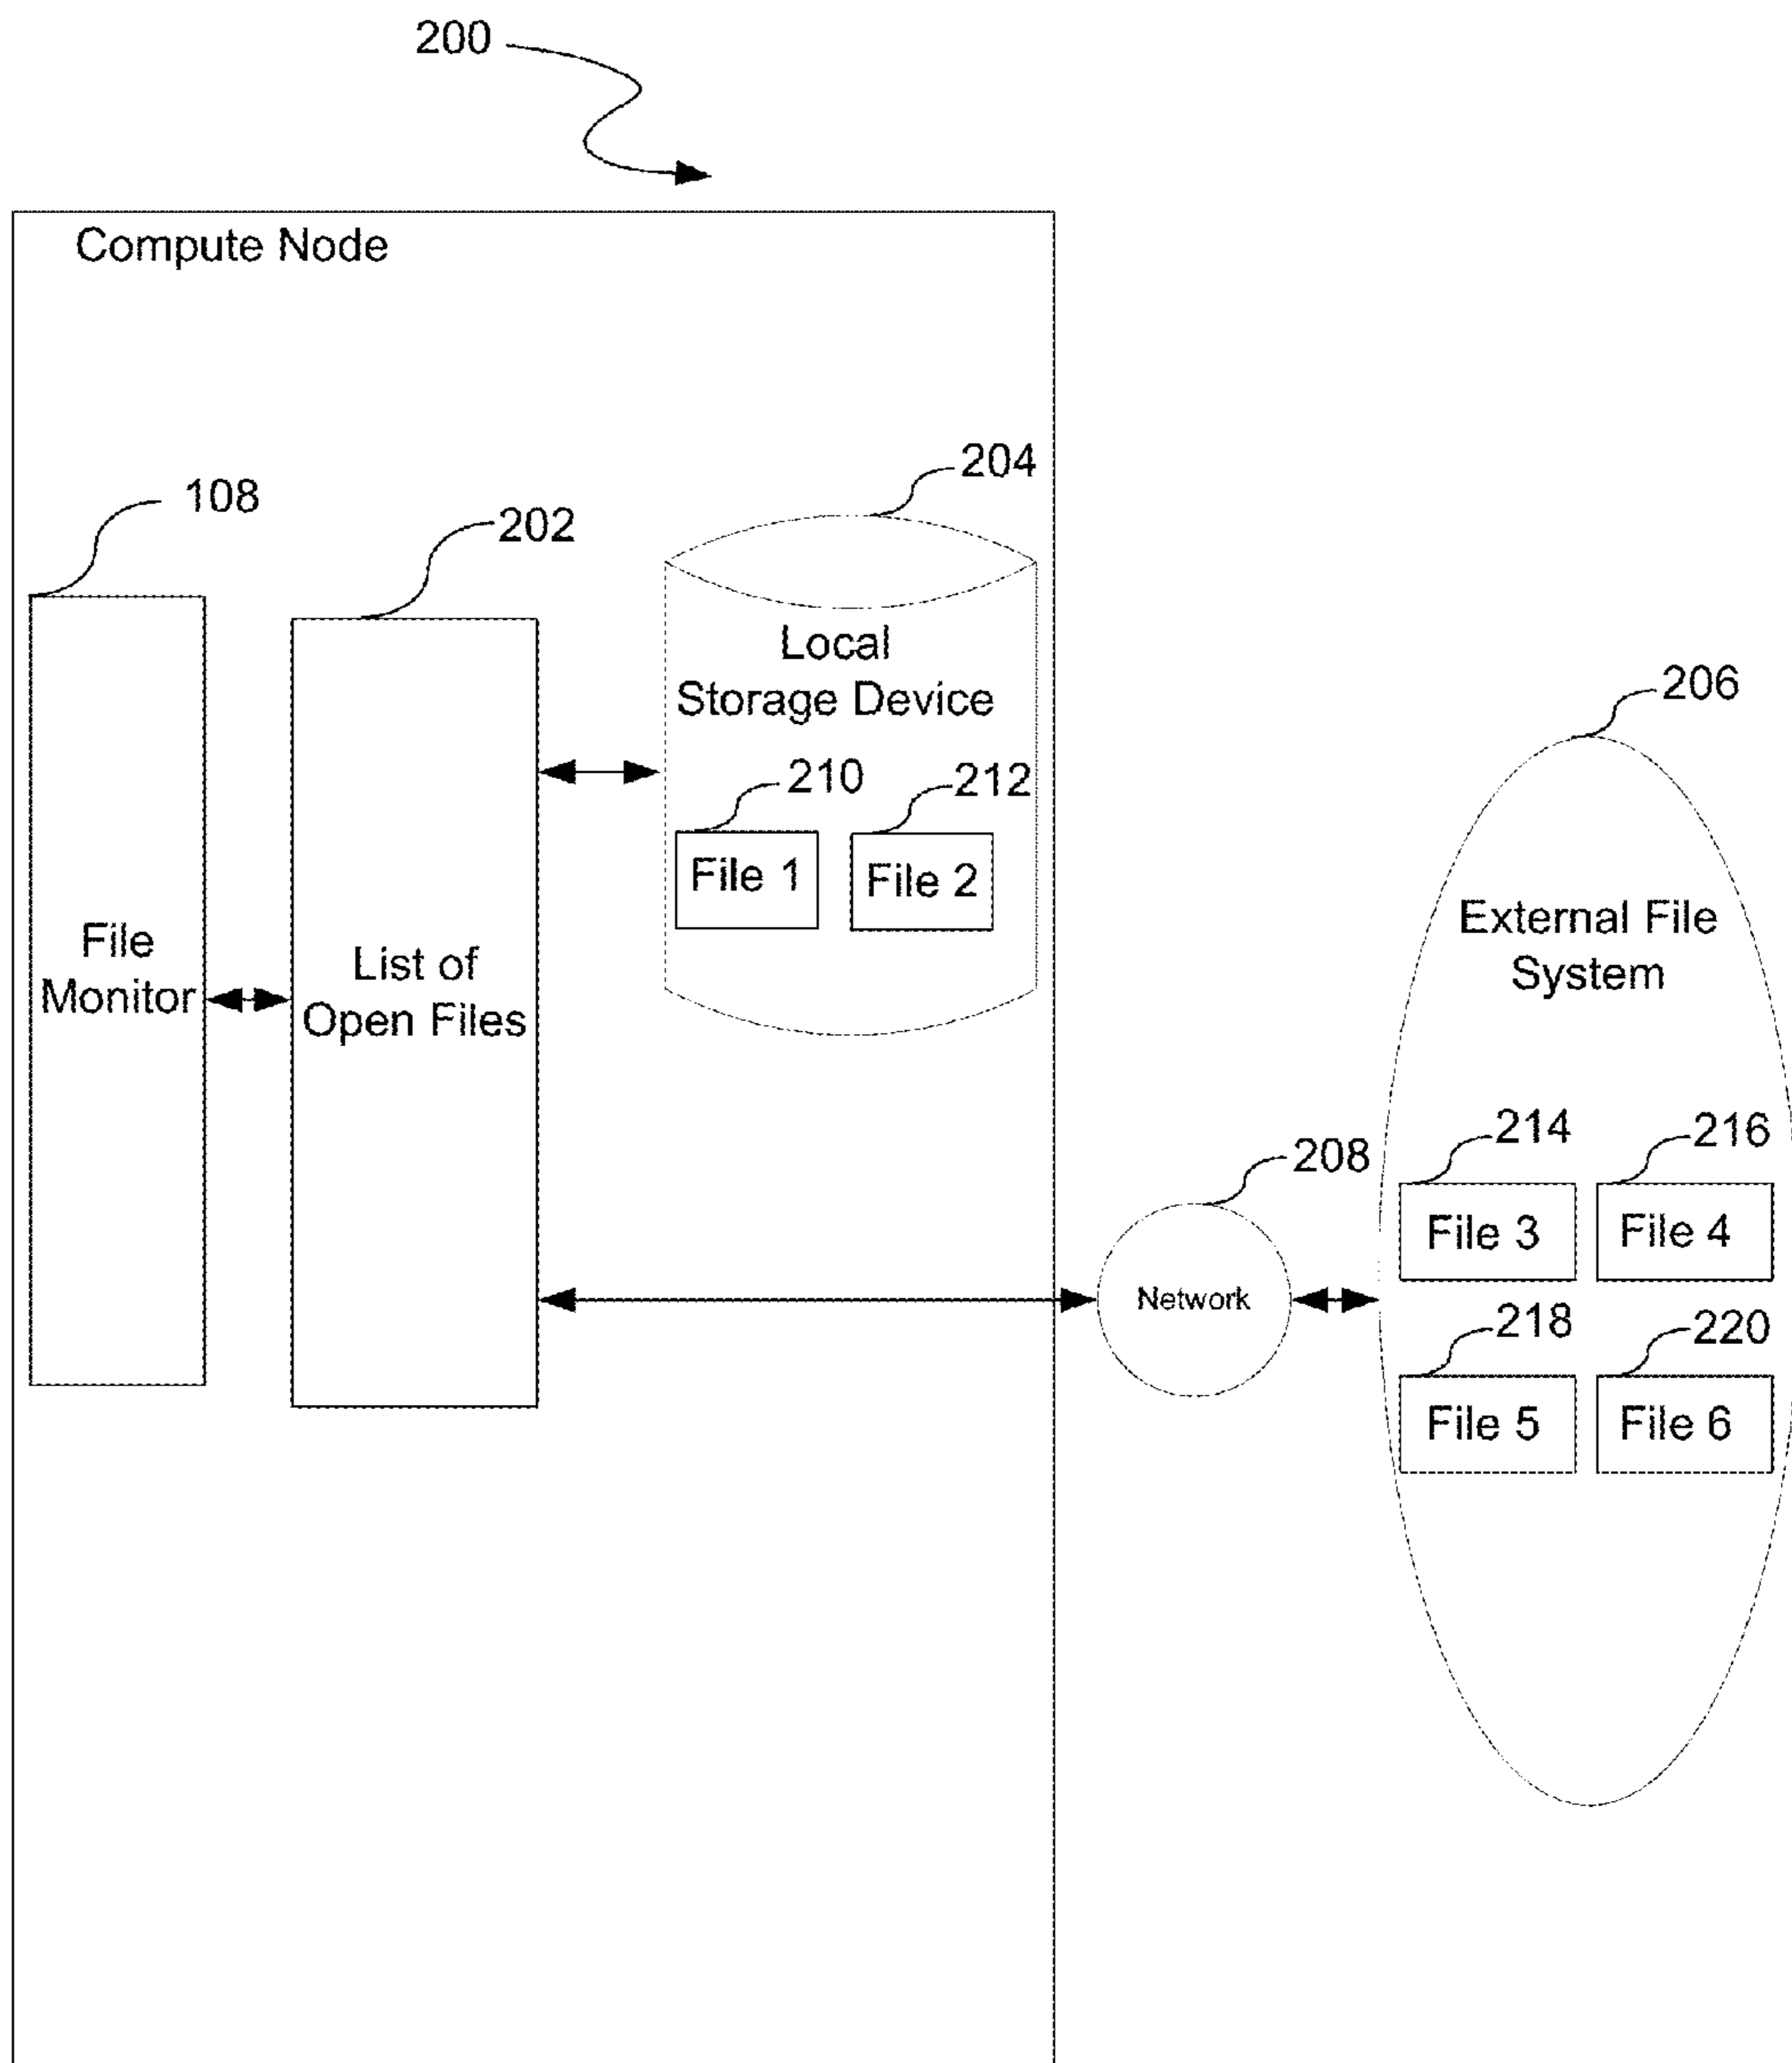 200
Compute Node
204
108
202
Local
Storage Device
206
210
212
File 1
File 2
External File
System
File
Monitor
List of
Open Files
214
216
208
File 3
File 4
Network
218
220
File 5
File 6